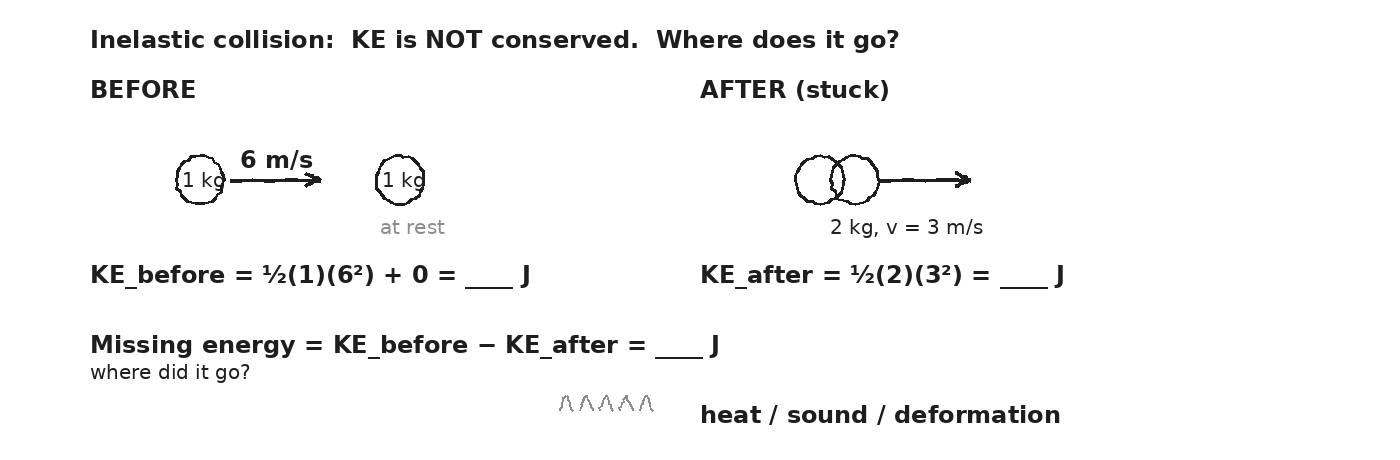 Inelastic collision:  KE is NOT conserved.  Where does it go?
BEFORE
AFTER (stuck)
6 m/s
1 kg
1 kg
at rest
2 kg, v = 3 m/s
KE_before = ½(1)(6²) + 0 = ____ J
KE_after = ½(2)(3²) = ____ J
Missing energy = KE_before − KE_after = ____ J
where did it go?
heat / sound / deformation